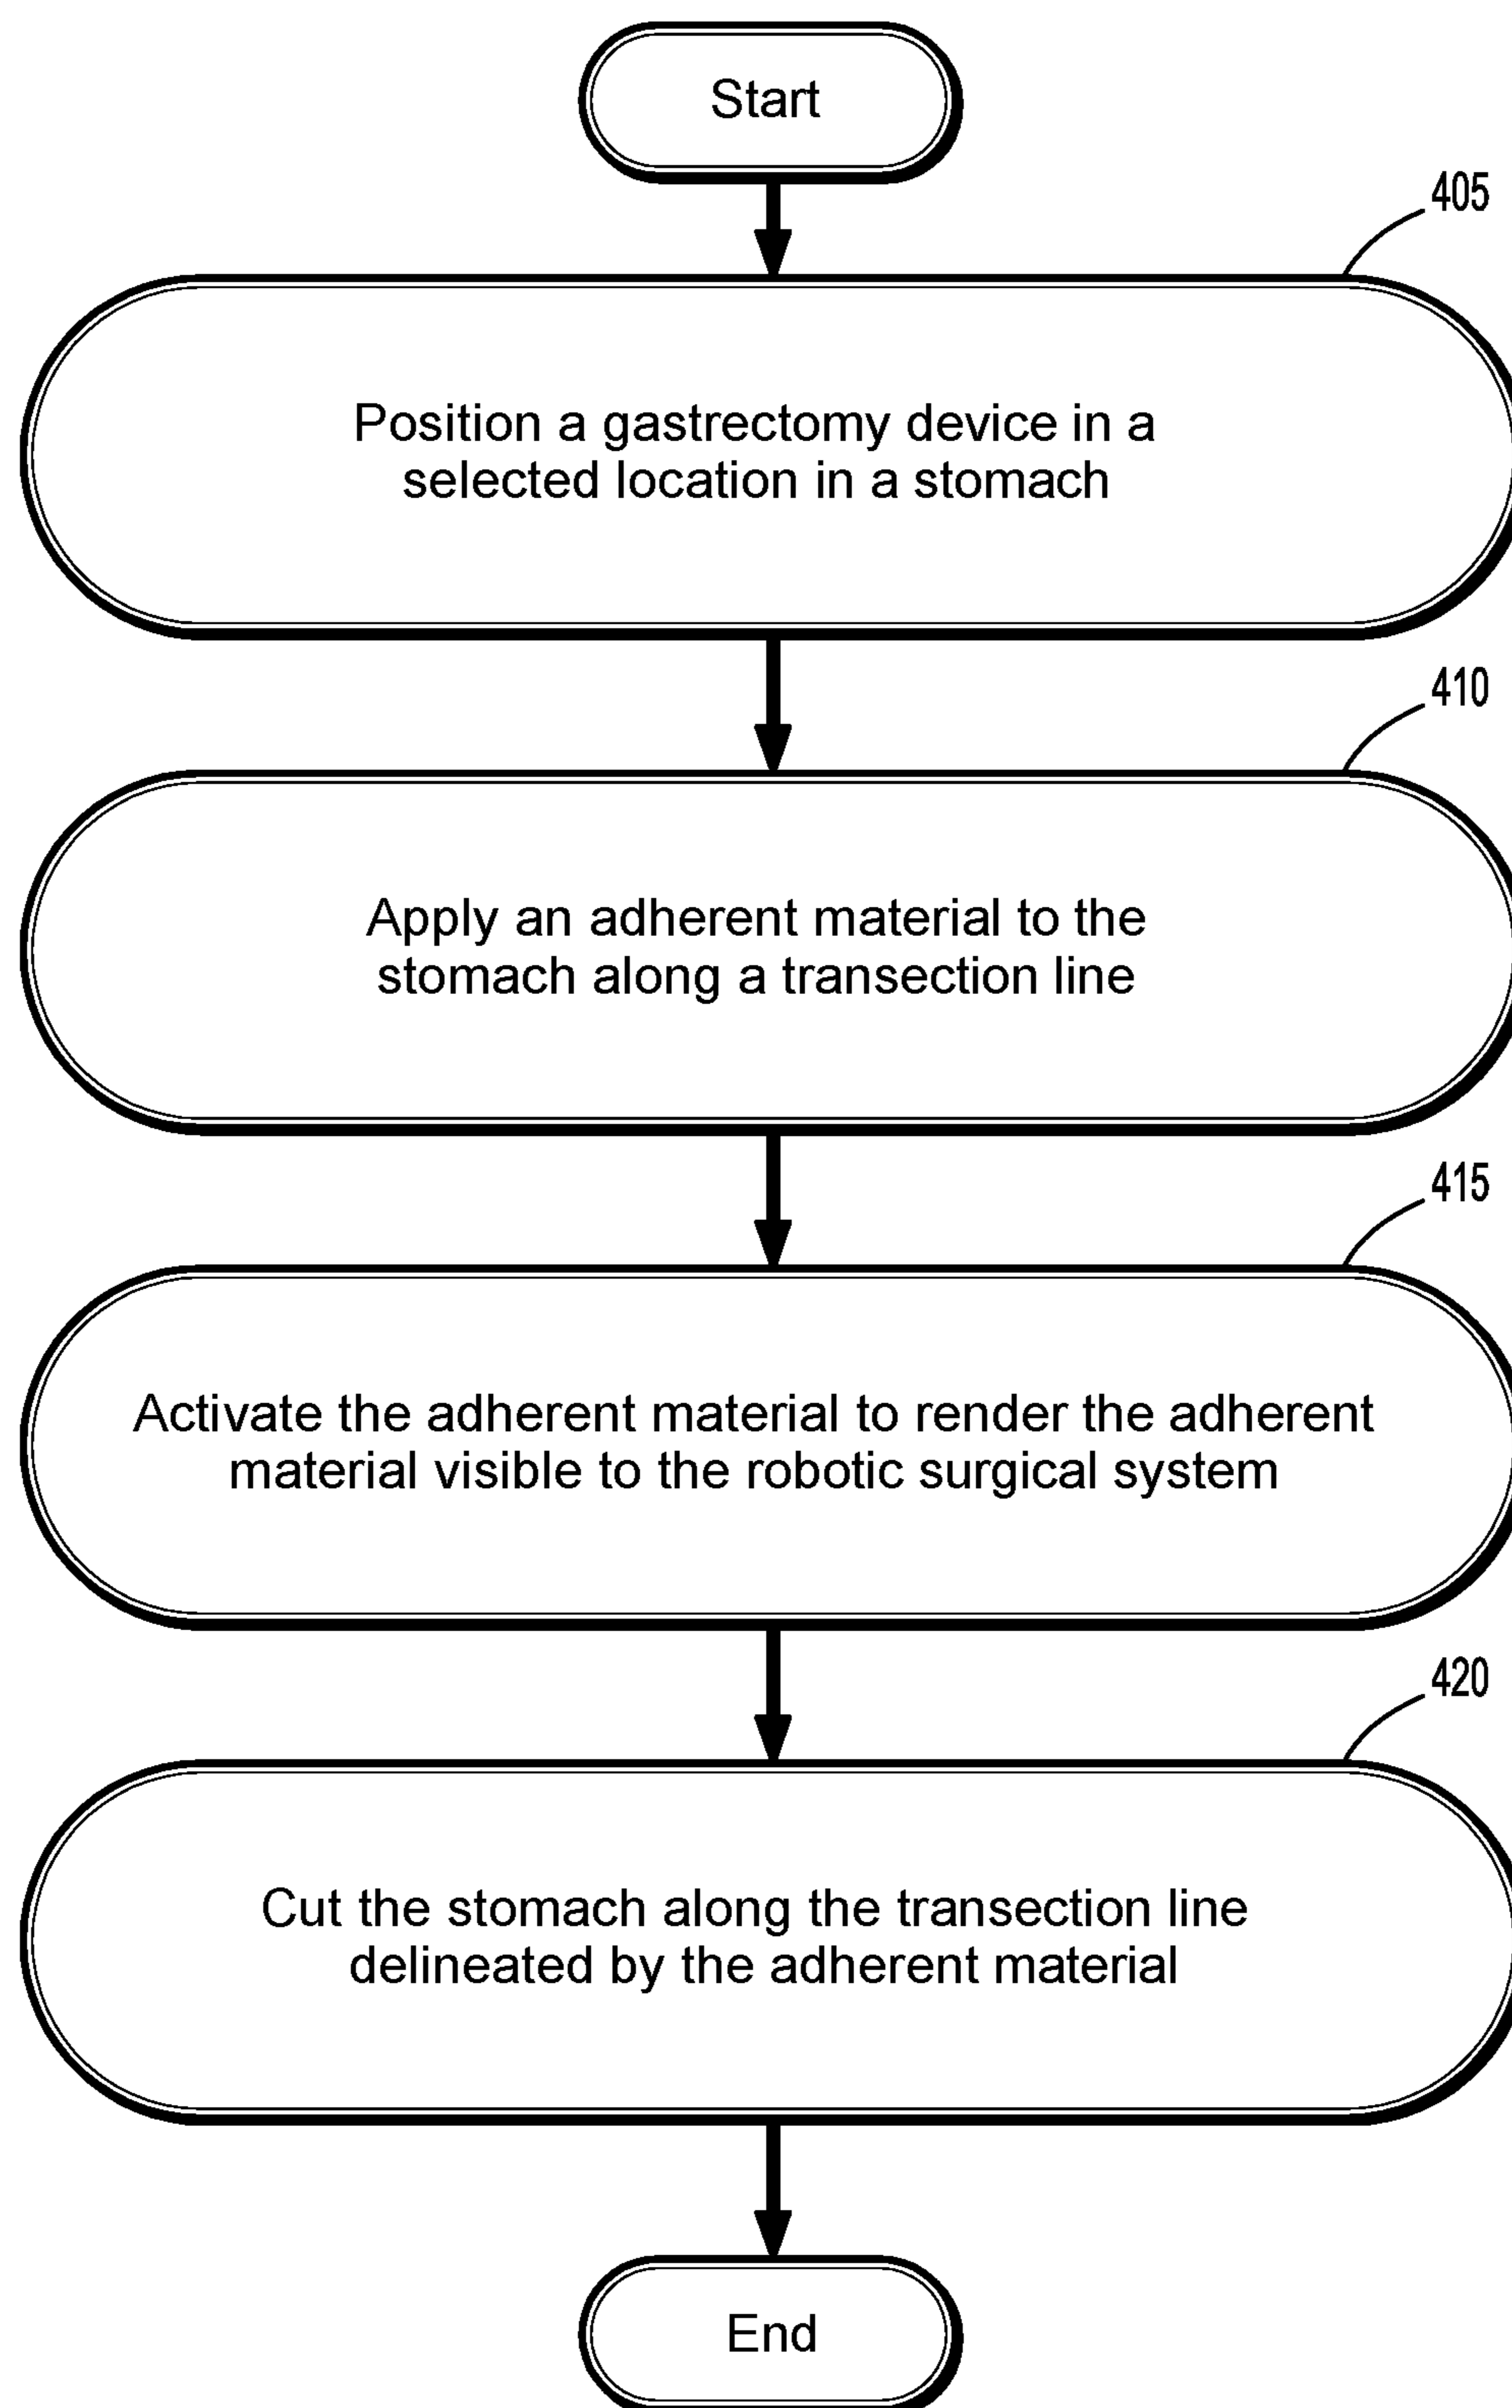 Start
405
Position a gastrectomy device in a
selected location in a stomach
410
Apply an adherent material to the
stomach along a transection line
415
Activate the adherent material to render the adherent
material visible to the robotic surgical system
420
Cut the stomach along the transection line
delineated by the adherent material
End